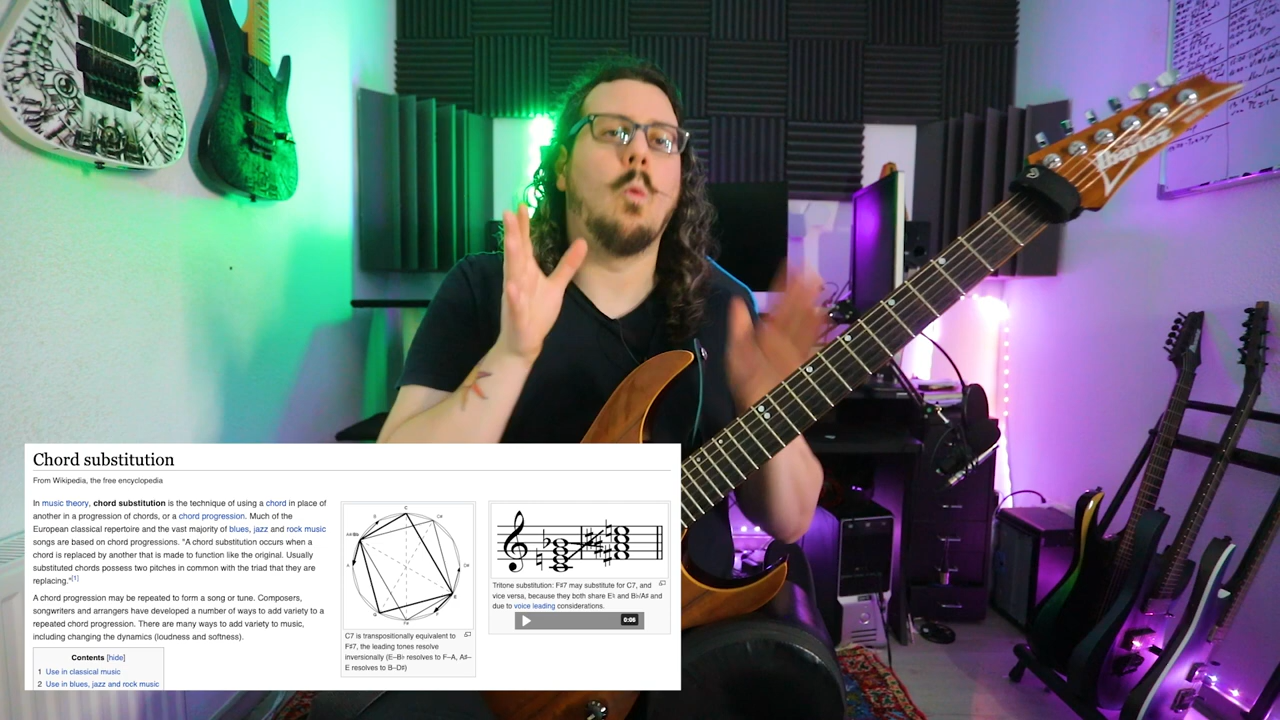 Ibanez
Chord substitution
From Wikipedia, the free encyclopedia
In music theory, chord substitution is the technique of using a chord in place of
another in a progression of chords, or a chord progression. Much of the
European classical repertoire and the vast majority of blues, jazz and rock music
songs are based on chord progressions. "A chord substitution occurs when a
chord is replaced by another that is made to function like the original. Usually
substituted chords possess two pitches in common with the triad that they are
replacing."[1]
A chord progression may be repeated to form a song or tune. Composers,
songwriters and arrangers have developed a number of ways to add variety to a
repeated chord progression. There are many ways to add variety to music,
including changing the dynamics (loudness and softness).
Contents [hide]
1 Use in classical music
2 Use in blues, jazz and rock music
C7 is transpositionally equivalent to
F♯7, the leading tones resolve
inversionally (E–B♭ resolves to F–A, A♯–
E resolves to B–D♯)
Tritone substitution: F♯7 may substitute for C7, and
vice versa, because they both share E♮ and B♭/A♯ and
due to voice leading considerations.
0:06